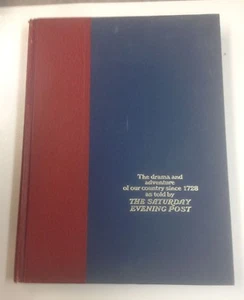 The drama and
adventure
of our country since 1728
as told by
THE SATURDAY
EVENING POST